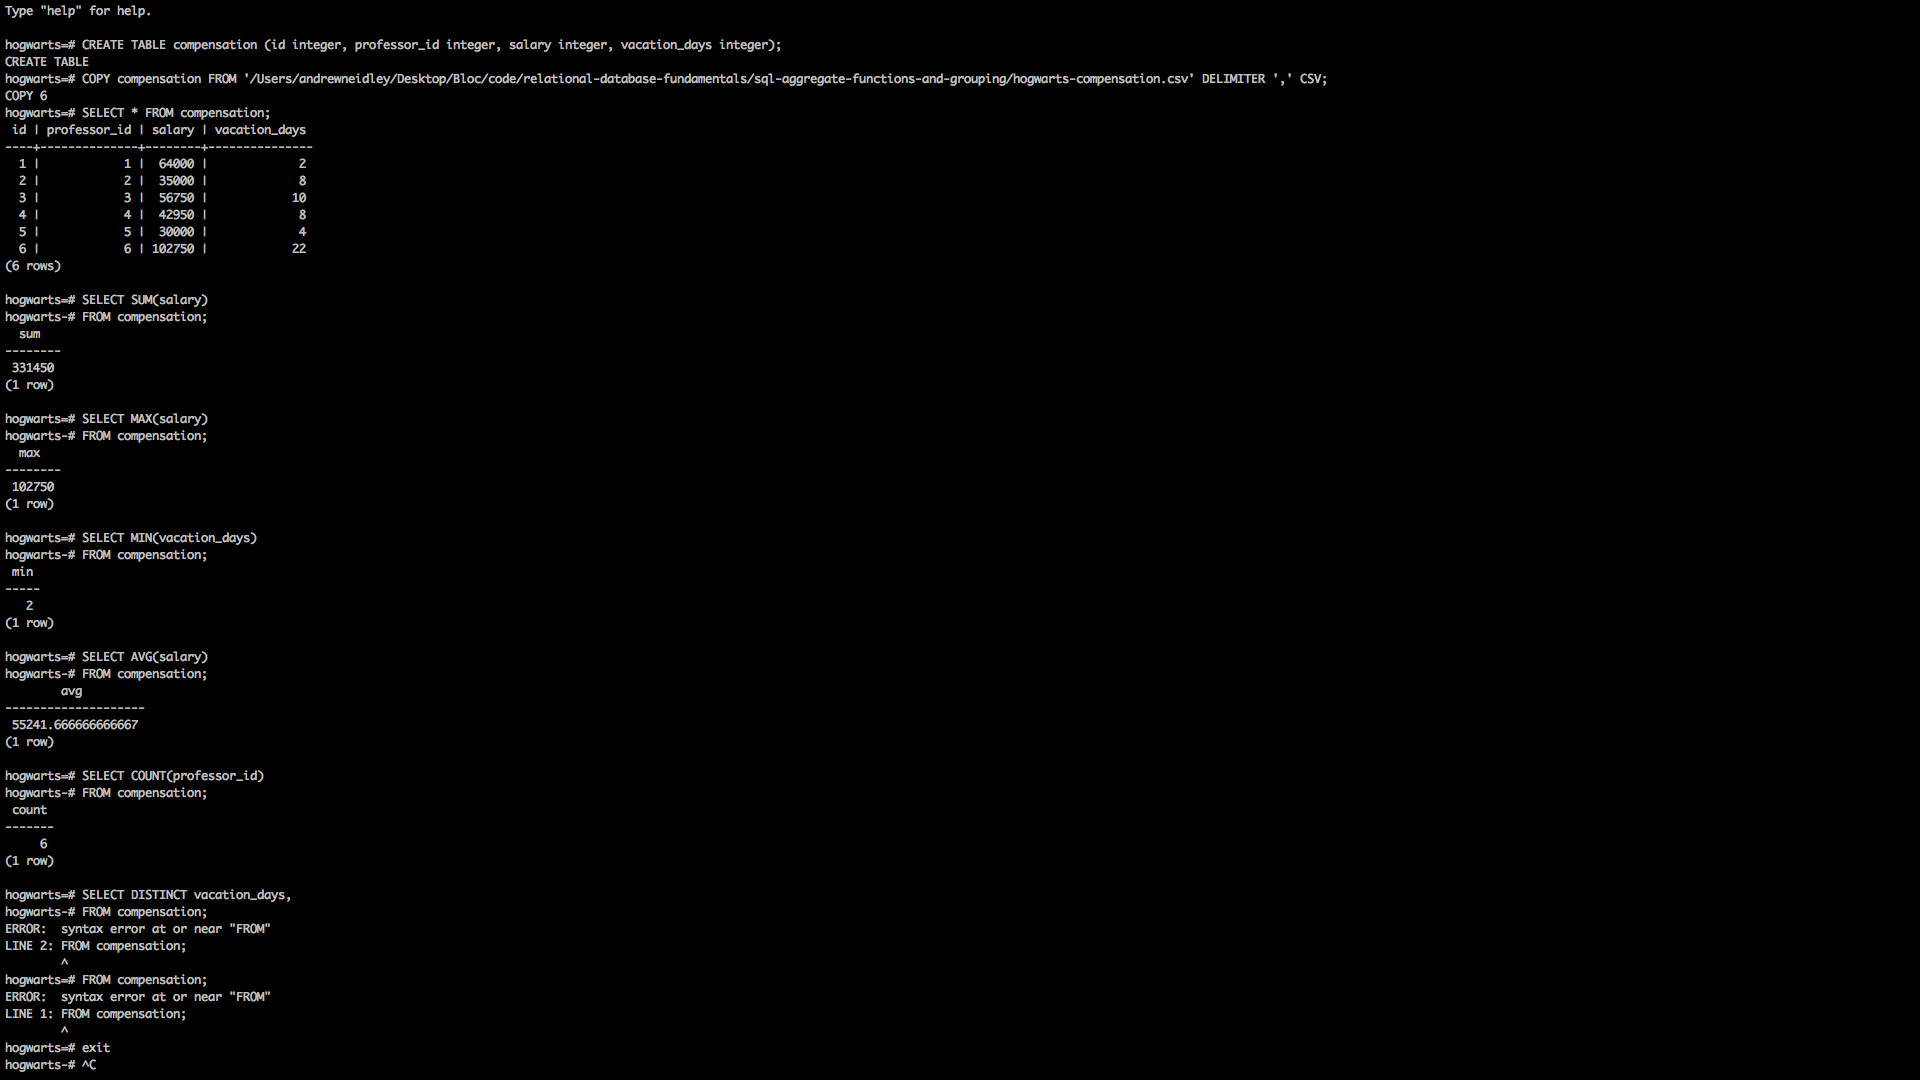 Type "help" for help.
hogwarts=# CREATE TABLE compensation (id integer, professor_id integer, salary integer, vacation_days integer);
CREATE TABLE
hogwarts=# COPY compensation FROM '/Users/andrewneidley/Desktop/Bloc/code/relational-database-fundamentals/sql-aggregate-functions-and-grouping/hogwarts-compensation.csv' DELIMITER ',' CSV;
COPY 6
hogwarts=# SELECT * FROM compensation;
 id | professor_id | salary | vacation_days
----+--------------+--------+---------------
  1 |            1 |  64000 |             2
  2 |            2 |  35000 |             8
  3 |            3 |  56750 |            10
  4 |            4 |  42950 |             8
  5 |            5 |  30000 |             4
  6 |            6 | 102750 |            22
(6 rows)
hogwarts=# SELECT SUM(salary)
hogwarts-# FROM compensation;
  sum
--------
 331450
(1 row)
hogwarts=# SELECT MAX(salary)
hogwarts-# FROM compensation;
  max
--------
 102750
(1 row)
hogwarts=# SELECT MIN(vacation_days)
hogwarts-# FROM compensation;
 min
-----
   2
(1 row)
hogwarts=# SELECT AVG(salary)
hogwarts-# FROM compensation;
        avg
--------------------
 55241.666666666667
(1 row)
hogwarts=# SELECT COUNT(professor_id)
hogwarts-# FROM compensation;
 count
-------
     6
(1 row)
hogwarts=# SELECT DISTINCT vacation_days,
hogwarts-# FROM compensation;
ERROR:  syntax error at or near "FROM"
LINE 2: FROM compensation;
        ^
hogwarts=# FROM compensation;
ERROR:  syntax error at or near "FROM"
LINE 1: FROM compensation;
        ^
hogwarts=# exit
hogwarts-# ^C